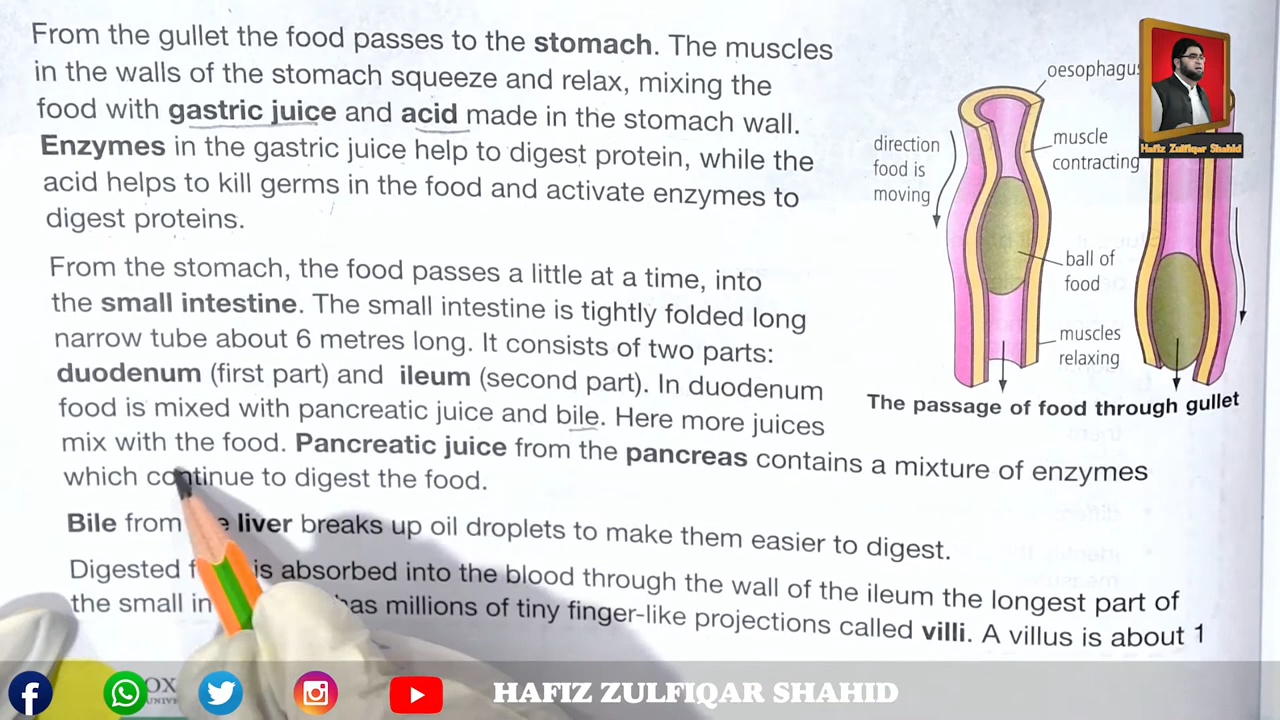 From the gullet the food passes to the stomach. The muscles
in the walls of the stomach squeeze and relax, mixing the
food with gastric juice and acid made in the stomach wall.
Enzymes in the gastric juice help to digest protein, while the
acid helps to kill germs in the food and activate enzymes to
digest proteins.
From the stomach, the food passes a little at a time, into
the small intestine. The small intestine is tightly folded long
narrow tube about 6 metres long. It consists of two parts:
duodenum (first part) and ileum (second part). In duodenum
food is mixed with pancreatic juice and bile. Here more juices
mix with the food. Pancreatic juice from the pancreas contains a mixture of enzymes
which continue to digest the food.
Bile from liver breaks up oil droplets to make them easier to digest.
Digested is absorbed into the blood through the wall of the ileum the longest part of
the small has millions of tiny finger-like projections called villi. A villus is about 1
oesophagus
direction
food is
moving
muscle
contracting
ball of
food
muscles
relaxing
The passage of food through gullet
Hafiz Zulfiqar Shahid
OX
UNIV
HAFIZ ZULFIQAR SHAHID